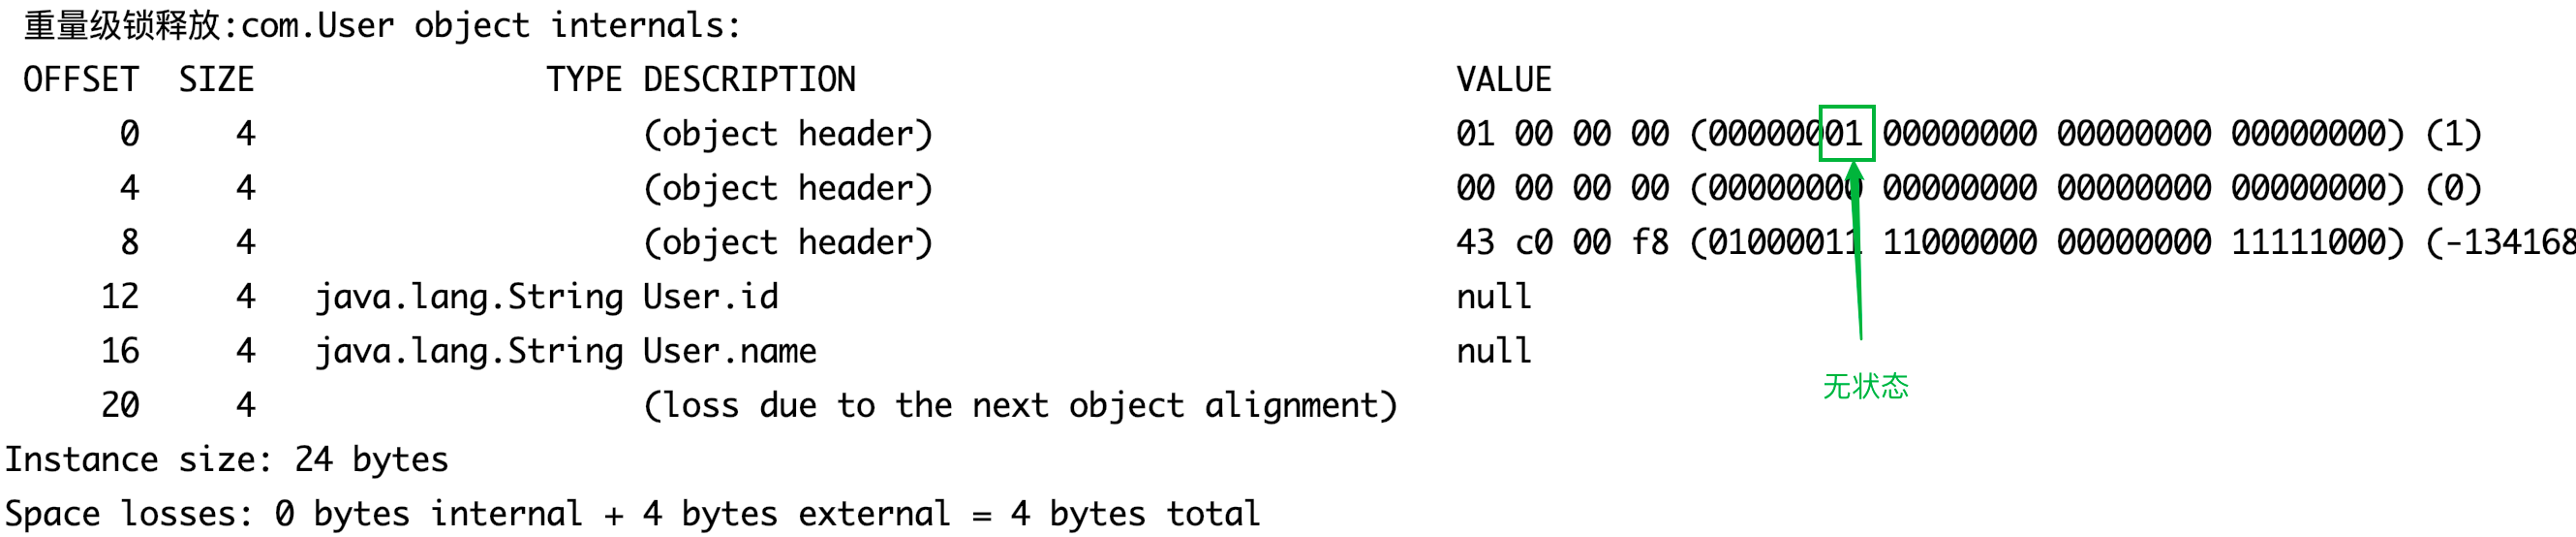 重量级锁释放:com.User object internals:
OFFSET SIZE TYPE DESCRIPTION VALUE
0 4 (object header) 01 00 00 00 (00000001 00000000 00000000 00000000) (1)
4 4 (object header) 00 00 00 00 (00000000 00000000 00000000 00000000) (0)
8 4 (object header) 43 c0 00 f8 (01000011 11000000 00000000 11111000) (-134168
12 4 java.lang.String User.id null
16 4 java.lang.String User.name null
无状态
20 4 (loss due to the next object alignment)
Instance size: 24 bytes
Space losses: 0 bytes internal + 4 bytes external = 4 bytes total